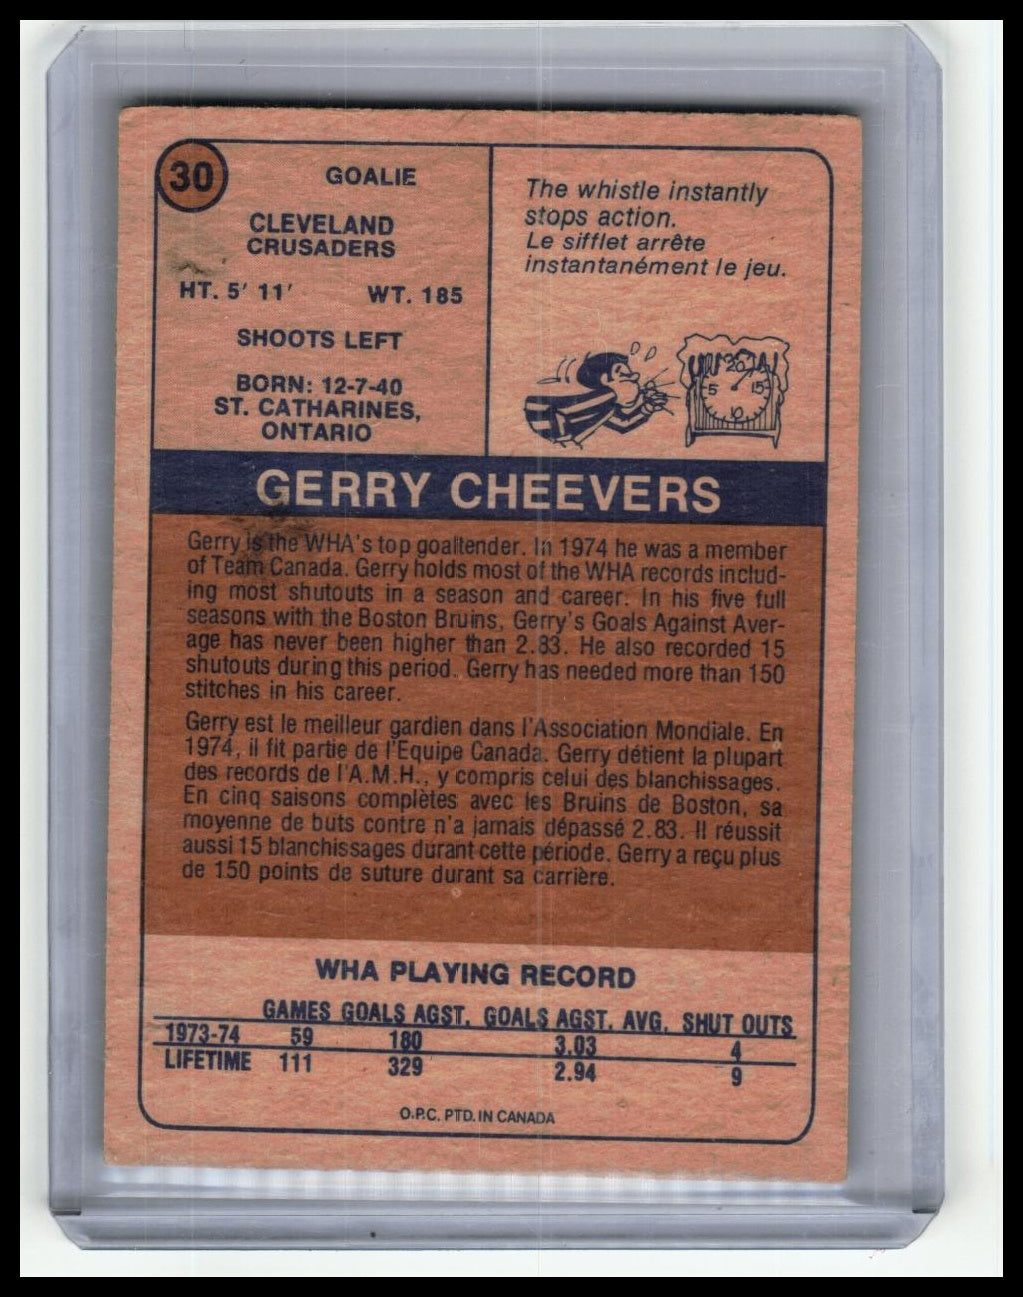 30
GOALIE
CLEVELAND
CRUSADERS
HT. 5' 11' WT. 185
SHOOTS LEFT
BORN: 12-7-40
ST. CATHARINES,
ONTARIO
The whistle instantly
stops action.
Le sifflet arrête
instantanément le jeu.
20
5 15
10
GERRY CHEEVERS
Gerry is the WHA's top goaltender. In 1974 he was a member
of Team Canada. Gerry holds most of the WHA records includ-
ing most shutouts in a season and career. In his five full
seasons with the Boston Bruins, Gerry's Goals Against Aver-
age has never been higher than 2.83. He also recorded 15
shutouts during this period. Gerry has needed more than 150
stitches in his career.
Gerry est le meilleur gardien dans l'Association Mondiale. En
1974, il fit partie de l'Equipe Canada. Gerry détient la plupart
des records de l'A.M.H., y compris celui des blanchissages.
En cinq saisons complètes avec les Bruins de Boston, sa
moyenne de buts contre n'a jamais dépassé 2.83. Il réussit
aussi 15 blanchissages durant cette période. Gerry a reçu plus
de 150 points de suture durant sa carrière.
WHA PLAYING RECORD
GAMES GOALS AGST. GOALS AGST. AVG. SHUT OUTS
1973-74 59 180 3.03 4
LIFETIME 111 329 2.94 9
O.P.C. PTD. IN CANADA